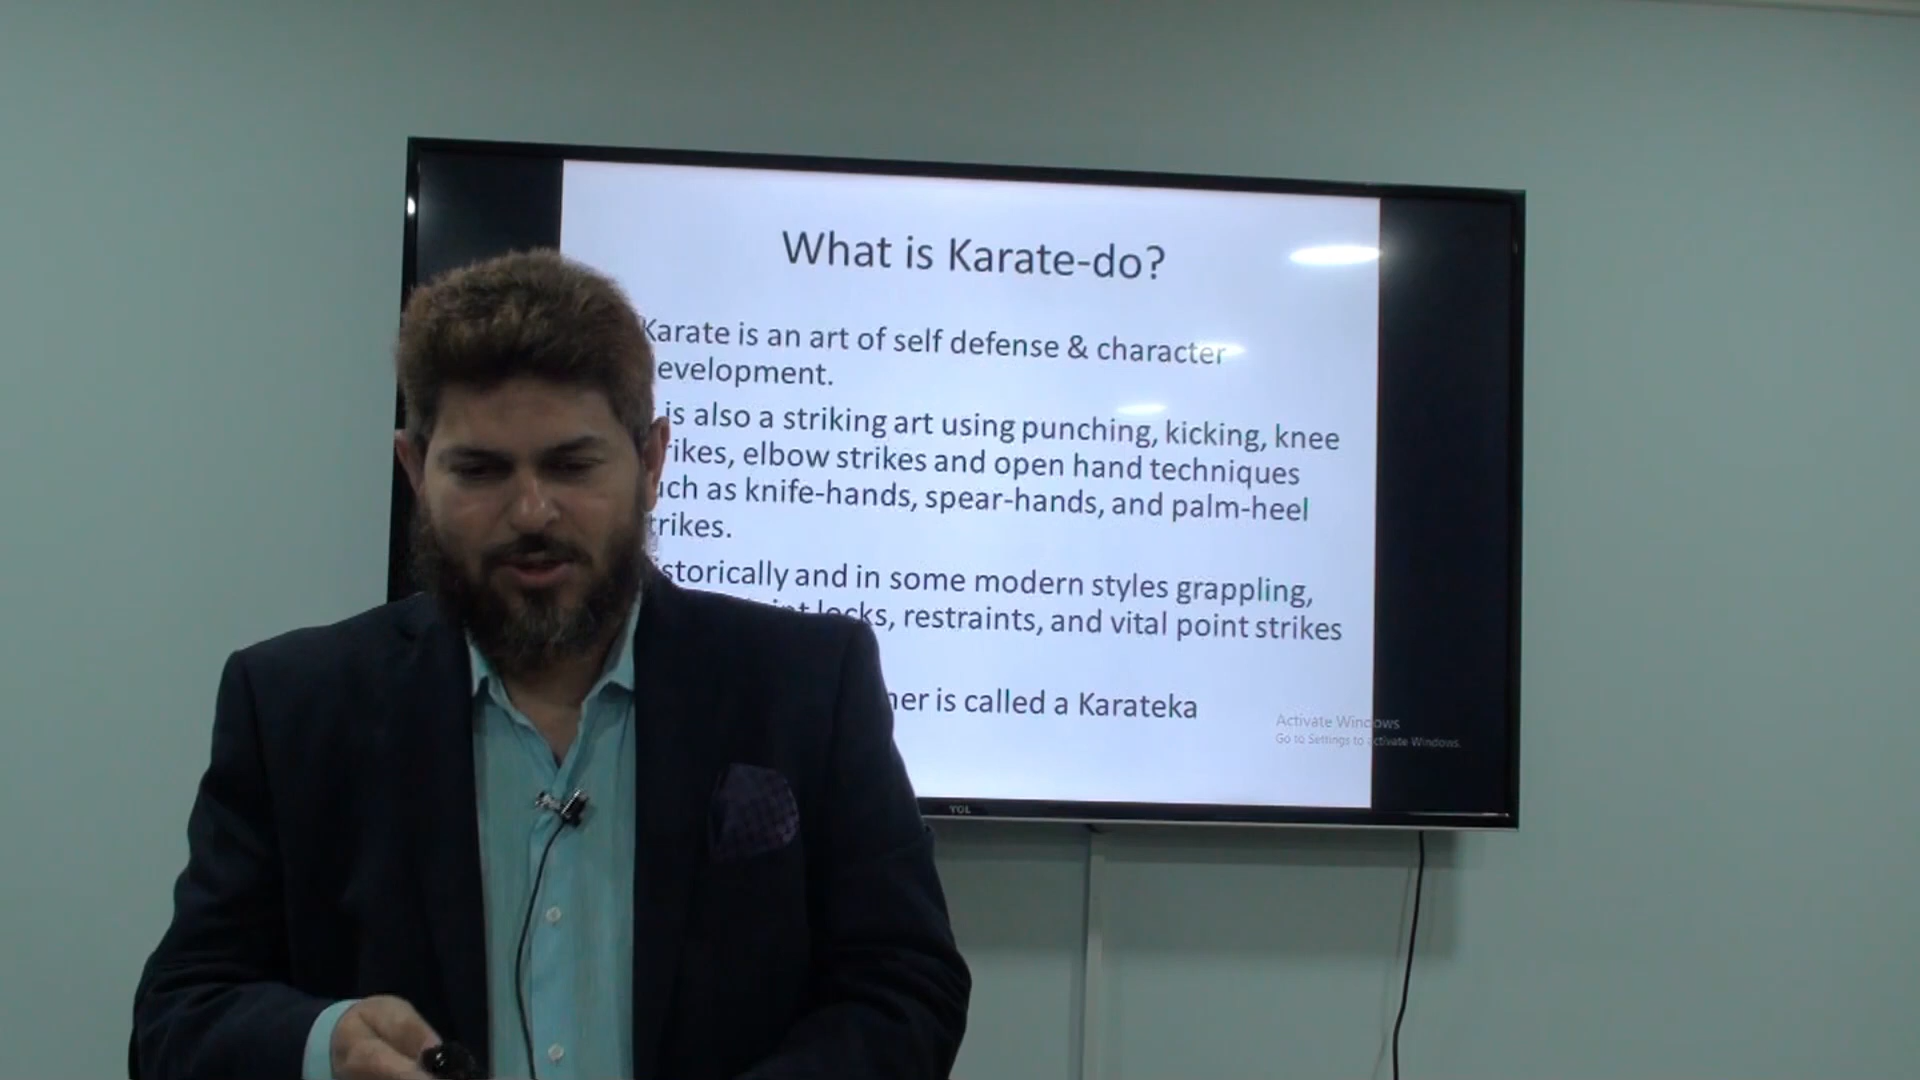 What is Karate-do?
Karate is an art of self defense & character
evelopment.
is also a striking art using punching, kicking, knee
rikes, elbow strikes and open hand techniques
uch as knife-hands, spear-hands, and palm-heel
trikes.
istorically and in some modern styles grappling,
locks, restraints, and vital point strikes
ner is called a Karateka
Activate Windows
Go to Settings to activate Windows.
TCL